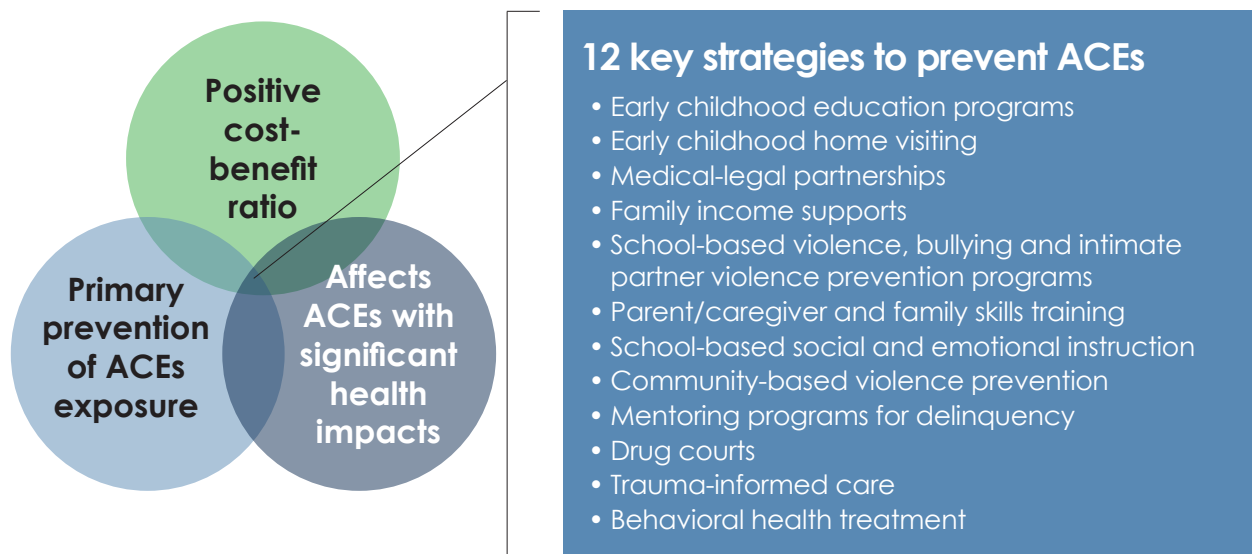 Positive
cost-
benefit
ratio
Primary
prevention
of ACEs
exposure
Affects
ACEs with
significant
health
impacts
12 key strategies to prevent ACEs
• Early childhood education programs
• Early childhood home visiting
• Medical-legal partnerships
• Family income supports
• School-based violence, bullying and intimate
partner violence prevention programs
• Parent/caregiver and family skills training
• School-based social and emotional instruction
• Community-based violence prevention
• Mentoring programs for delinquency
• Drug courts
• Trauma-informed care
• Behavioral health treatment